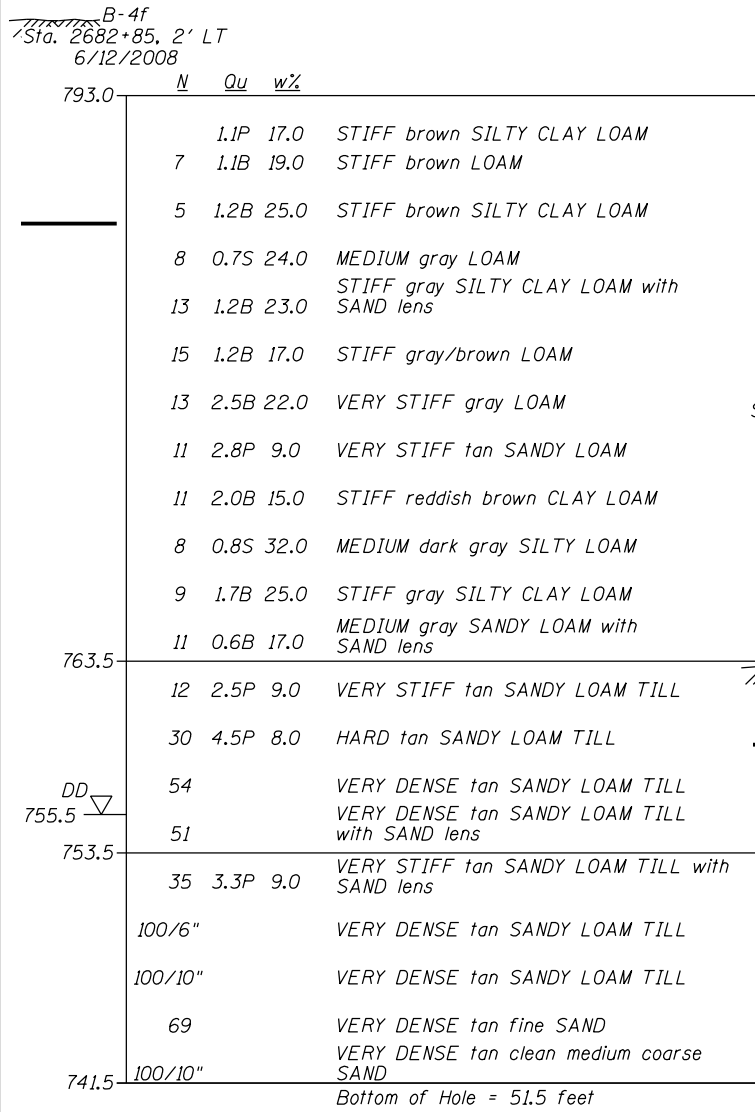 B-4f
Sta. 2682+85, 2' LT
6/12/2008
N Qu w%
793.0
1.1P 17.0 STIFF brown SILTY CLAY LOAM
7 1.1B 19.0 STIFF brown LOAM
5 1.2B 25.0 STIFF brown SILTY CLAY LOAM
8 0.7S 24.0 MEDIUM gray LOAM
STIFF gray SILTY CLAY LOAM with
13 1.2B 23.0 SAND lens
15 1.2B 17.0 STIFF gray/brown LOAM
13 2.5B 22.0 VERY STIFF gray LOAM
11 2.8P 9.0 VERY STIFF tan SANDY LOAM
11 2.0B 15.0 STIFF reddish brown CLAY LOAM
8 0.8S 32.0 MEDIUM dark gray SILTY LOAM
9 1.7B 25.0 STIFF gray SILTY CLAY LOAM
MEDIUM gray SANDY LOAM with
11 0.6B 17.0 SAND lens
763.5
12 2.5P 9.0 VERY STIFF tan SANDY LOAM TILL
30 4.5P 8.0 HARD tan SANDY LOAM TILL
54 VERY DENSE tan SANDY LOAM TILL
DD
755.5
VERY DENSE tan SANDY LOAM TILL
51 with SAND lens
753.5
VERY STIFF tan SANDY LOAM TILL with
35 3.3P 9.0 SAND lens
100/6" VERY DENSE tan SANDY LOAM TILL
100/10" VERY DENSE tan SANDY LOAM TILL
69 VERY DENSE tan fine SAND
VERY DENSE tan clean medium coarse
100/10" SAND
741.5
Bottom of Hole = 51.5 feet